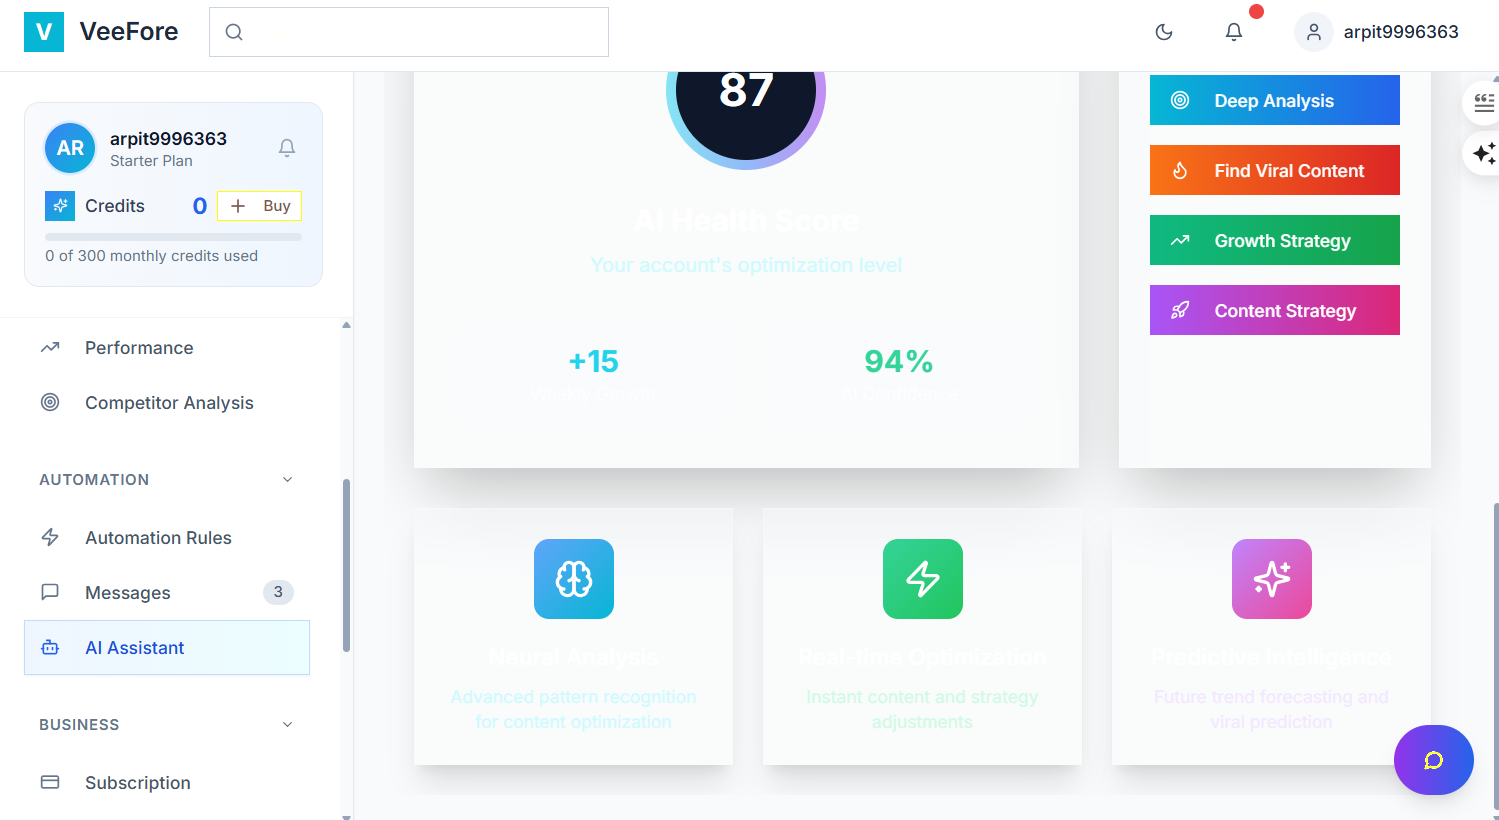 V VeeFore
arpit9996363
AR
arpit9996363
Starter Plan
Credits 0 + Buy
0 of 300 monthly credits used
Performance
Competitor Analysis
AUTOMATION
Automation Rules
Messages 3
AI Assistant
BUSINESS
Subscription
87
AI Health Score
Your account's optimization level
+15
Weekly Growth
94%
AI Confidence
Deep Analysis
Find Viral Content
Growth Strategy
Content Strategy
Neural Analysis
Advanced pattern recognition
for content optimization
Real-time Optimization
Instant content and strategy
adjustments
Predictive Intelligence
Future trend forecasting and
viral prediction